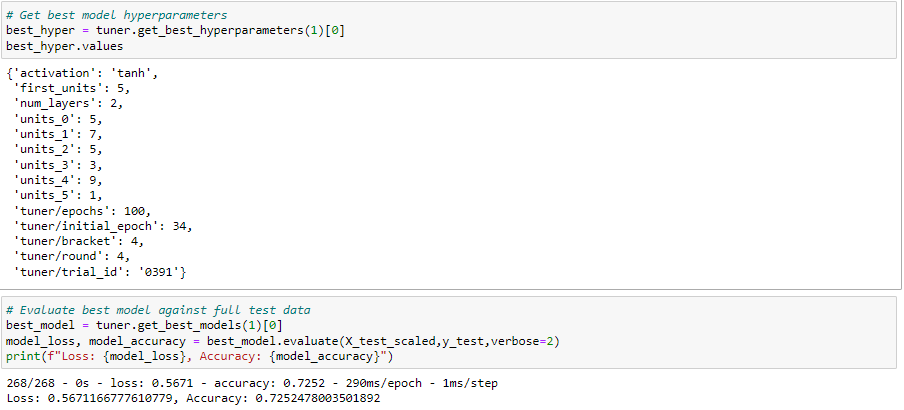 # Get best model hyperparameters
best_hyper = tuner.get_best_hyperparameters(1)[0]
best_hyper.values
{'activation': 'tanh',
 'first_units': 5,
 'num_layers': 2,
 'units_0': 5,
 'units_1': 7,
 'units_2': 5,
 'units_3': 3,
 'units_4': 9,
 'units_5': 1,
 'tuner/epochs': 100,
 'tuner/initial_epoch': 34,
 'tuner/bracket': 4,
 'tuner/round': 4,
 'tuner/trial_id': '0391'}
# Evaluate best model against full test data
best_model = tuner.get_best_models(1)[0]
model_loss, model_accuracy = best_model.evaluate(X_test_scaled,y_test,verbose=2)
print(f"Loss: {model_loss}, Accuracy: {model_accuracy}")
268/268 - 0s - loss: 0.5671 - accuracy: 0.7252 - 290ms/epoch - 1ms/step
Loss: 0.5671166777610779, Accuracy: 0.7252478003501892